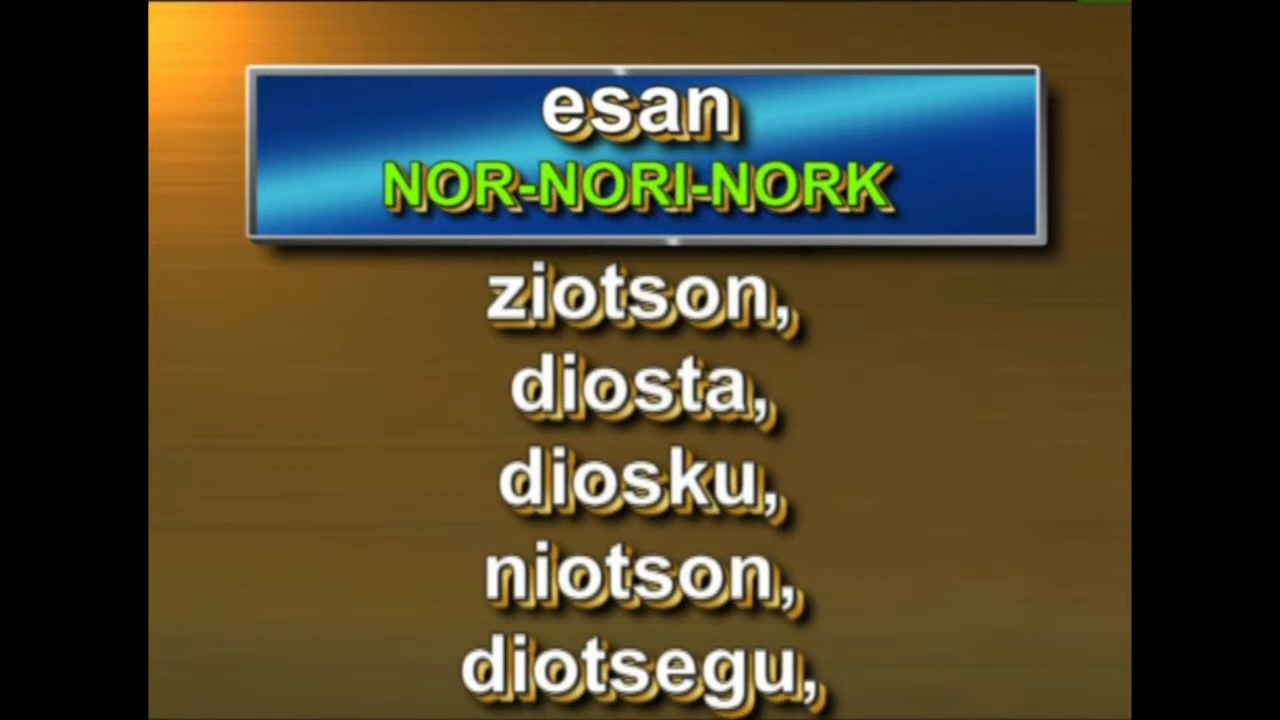 esan
NOR-NORI-NORK
ziotson,
diosta,
diosku,
niotson,
diotsegu,